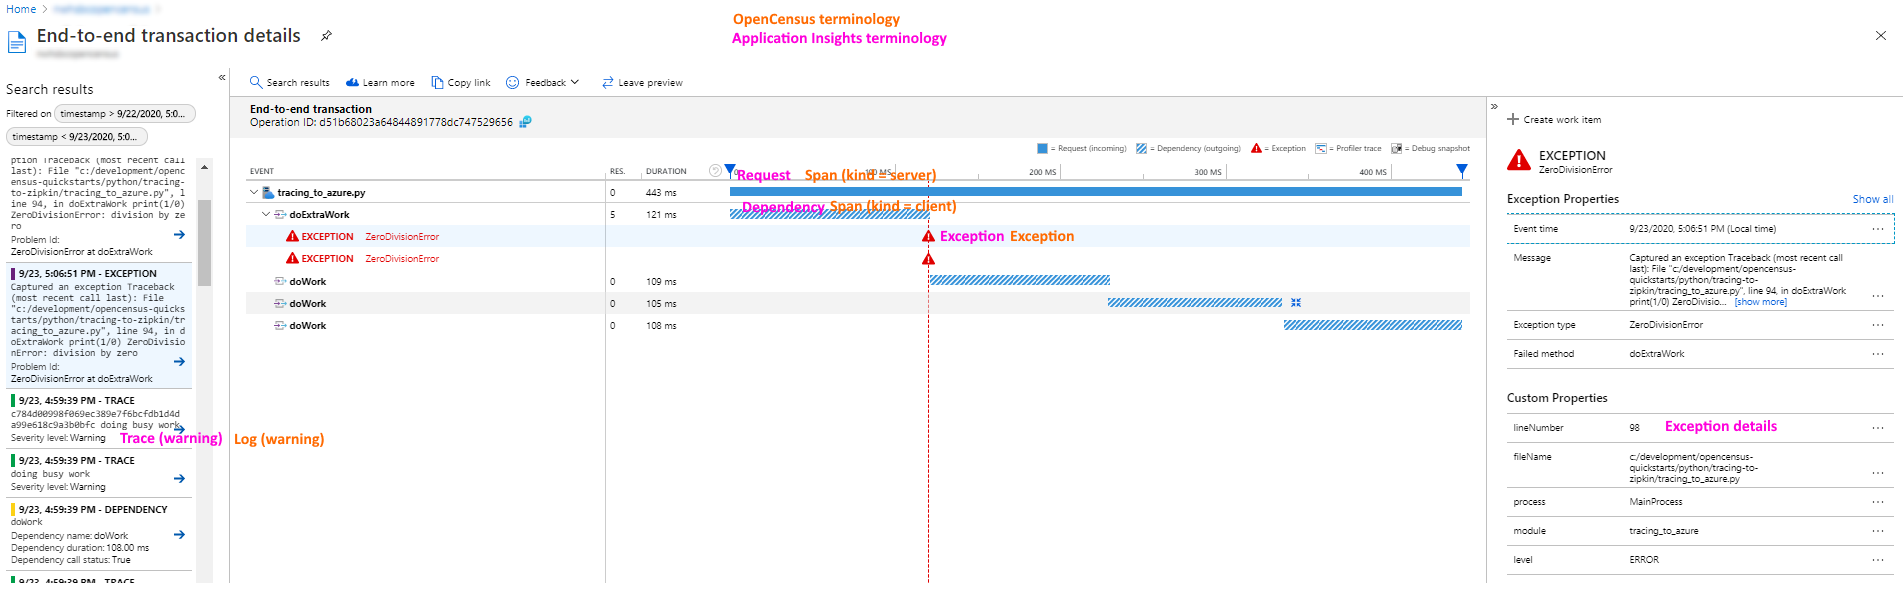 Home >
End-to-end transaction details
OpenCensus terminology
Application Insights terminology
Search results
Filtered on timestamp > 9/22/2020, 5:0...
timestamp < 9/23/2020, 5:0...
ption Traceback (most recent call
last): File "c:/development/openc
ensus-quickstarts/python/tracing-
to-zipkin/tracing_to_azure.py", l
ine 94, in doExtraWork print(1/0)
ZeroDivisionError: division by ze
ro
Problem Id:
ZeroDivisionError at doExtraWork
9/23, 5:06:51 PM - EXCEPTION
Captured an exception Traceback
(most recent call last): File
"c:/development/opencensus-quicks
tarts/python/tracing-to-zipkin/tr
acing_to_azure.py", line 94, in d
oExtraWork print(1/0) ZeroDivisio
nError: division by zero
Problem Id:
ZeroDivisionError at doExtraWork
9/23, 4:59:39 PM - TRACE
c784d00998f069ec389e7f6bcfdb1d4d
a99e618c9a3b0bfc doing busy work
Severity level: Warning
Trace (warning) Log (warning)
9/23, 4:59:39 PM - TRACE
doing busy work
Severity level: Warning
9/23, 4:59:39 PM - DEPENDENCY
doWork
Dependency name: doWork
Dependency duration: 108.00 ms
Dependency call status: True
9/23, 4:59:39 PM - TRACE
Search results Learn more Copy link Feedback Leave preview
End-to-end transaction
Operation ID: d51b68023a64844891778dc747529656
= Request (incoming) = Dependency (outgoing) = Exception = Profiler trace = Debug snapshot
EVENT RES. DURATION 0 100 MS 200 MS 300 MS 400 MS
Request Span (kind = server)
tracing_to_azure.py 0 443 ms
Dependency Span (kind = client)
doExtraWork 5 121 ms
EXCEPTION ZeroDivisionError Exception Exception
EXCEPTION ZeroDivisionError
doWork 0 109 ms
doWork 0 105 ms
doWork 0 108 ms
Create work item
EXCEPTION
ZeroDivisionError
Exception Properties Show all
Event time 9/23/2020, 5:06:51 PM (Local time) ...
Message Captured an exception Traceback (most recent call
last): File "c:/development/opencensus-
quickstarts/python/tracing-to-
zipkin/tracing_to_azure.py", line 94, in doExtraWork
print(1/0) ZeroDivisio... [show more] ...
Exception type ZeroDivisionError ...
Failed method doExtraWork ...
Custom Properties
lineNumber 98 Exception details ...
fileName c:/development/opencensus-
quickstarts/python/tracing-to-
zipkin/tracing_to_azure.py ...
process MainProcess ...
module tracing_to_azure ...
level ERROR ...